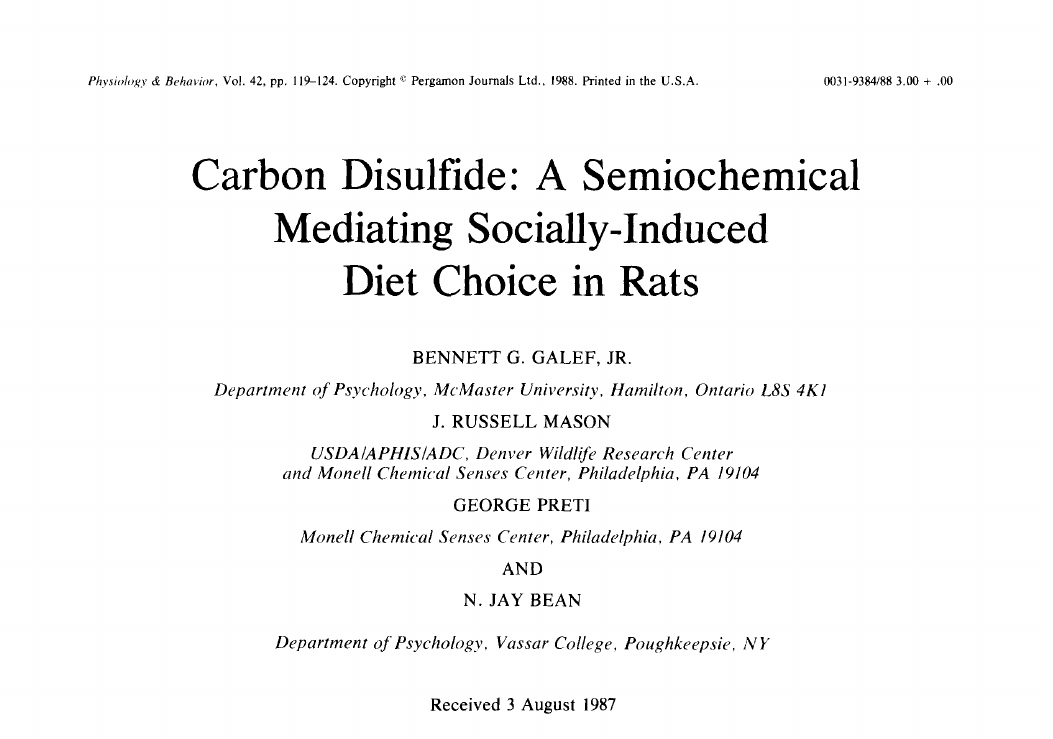 Physiology & Behavior, Vol. 42, pp. 119–124. Copyright © Pergamon Journals Ltd., 1988. Printed in the U.S.A. 0031-9384/88 3.00 + .00
Carbon Disulfide: A Semiochemical
Mediating Socially-Induced
Diet Choice in Rats
BENNETT G. GALEF, JR.
Department of Psychology, McMaster University, Hamilton, Ontario L8S 4K1
J. RUSSELL MASON
USDA/APHIS/ADC, Denver Wildlife Research Center
and Monell Chemical Senses Center, Philadelphia, PA 19104
GEORGE PRETI
Monell Chemical Senses Center, Philadelphia, PA 19104
AND
N. JAY BEAN
Department of Psychology, Vassar College, Poughkeepsie, NY
Received 3 August 1987